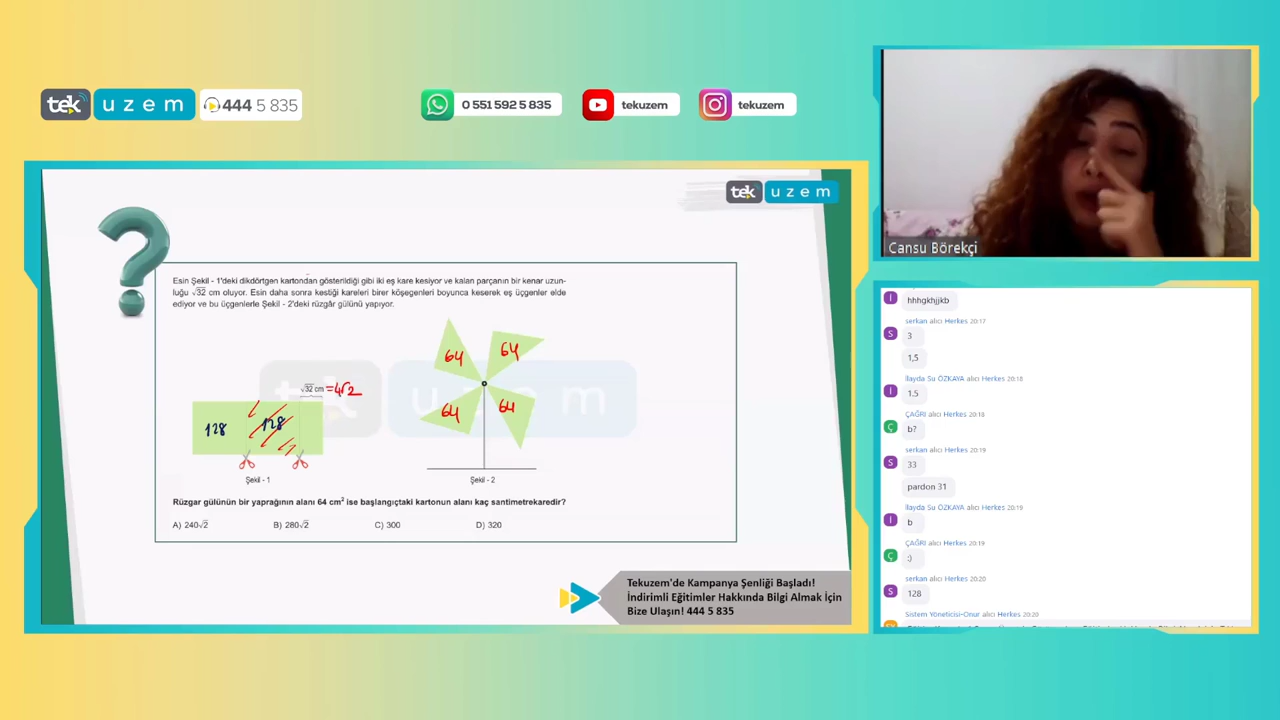 tek uzem 444 5 835
0 551 592 5 835
tekuzem
tekuzem
tek uzem
Esin Şekil - 1'deki dikdörtgen kartondan gösterildiği gibi iki eş kare kesiyor ve kalan parçanın bir kenar uzun-
luğu √32 cm oluyor. Esin daha sonra kestiği kareleri birer köşegenleri boyunca keserek eş üçgenler elde
ediyor ve bu üçgenlerle Şekil - 2'deki rüzgâr gülünü yapıyor.
64
64
64
64
√32 cm =4√2
128
128
tek uzem
Şekil - 1
Şekil - 2
Rüzgar gülünün bir yaprağının alanı 64 cm² ise başlangıçtaki kartonun alanı kaç santimetrekaredir?
A) 240√2 B) 280√2 C) 300 D) 320
Tekuzem'de Kampanya Şenliği Başladı!
İndirimli Eğitimler Hakkında Bilgi Almak İçin
Bize Ulaşın! 444 5 835
Cansu Börekçi
I hhhgkhjjkb
serkan alıcı Herkes 20:17
S 3
1,5
İlayda Su ÖZKAYA alıcı Herkes 20:18
I 1.5
ÇAĞRI alıcı Herkes 20:18
Ç b?
serkan alıcı Herkes 20:19
S 33
pardon 31
İlayda Su ÖZKAYA alıcı Herkes 20:19
I b
ÇAĞRI alıcı Herkes 20:19
Ç :)
serkan alıcı Herkes 20:20
S 128
Sistem Yöneticisi-Onur alıcı Herkes 20:20